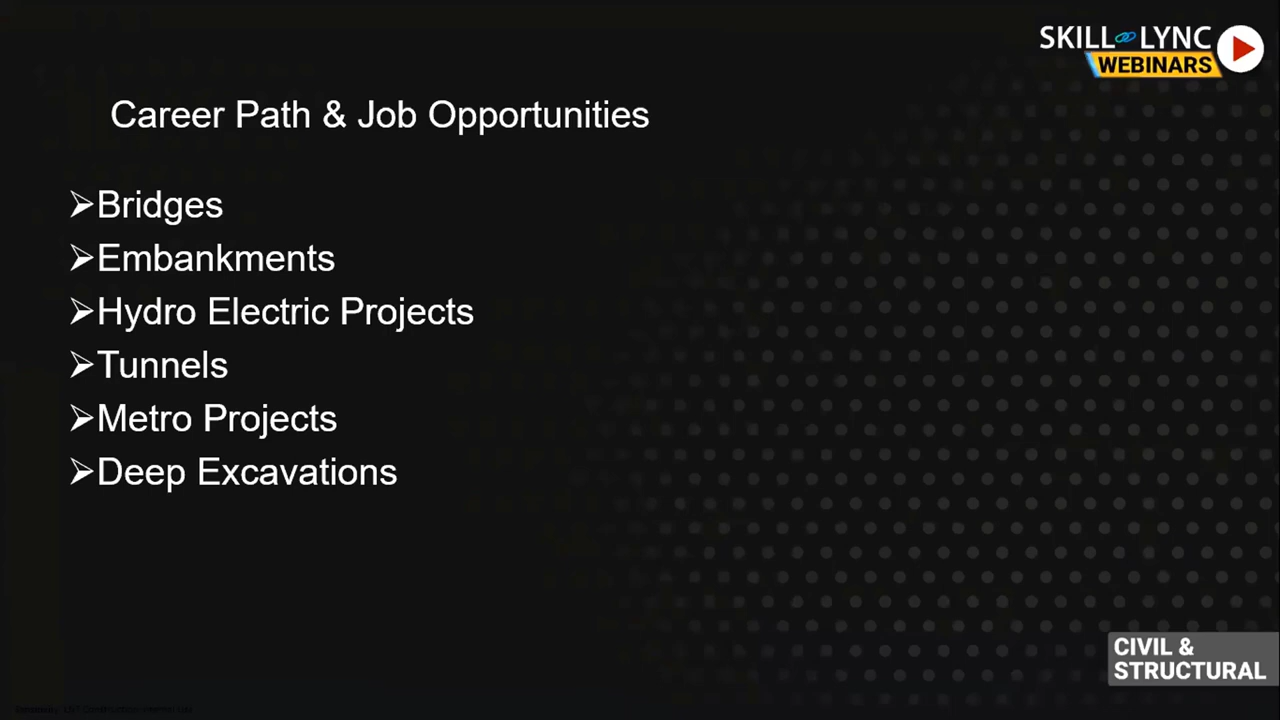 SKILL LYNC
WEBINARS
Career Path & Job Opportunities
➢Bridges
➢Embankments
➢Hydro Electric Projects
➢Tunnels
➢Metro Projects
➢Deep Excavations
CIVIL &
STRUCTURAL